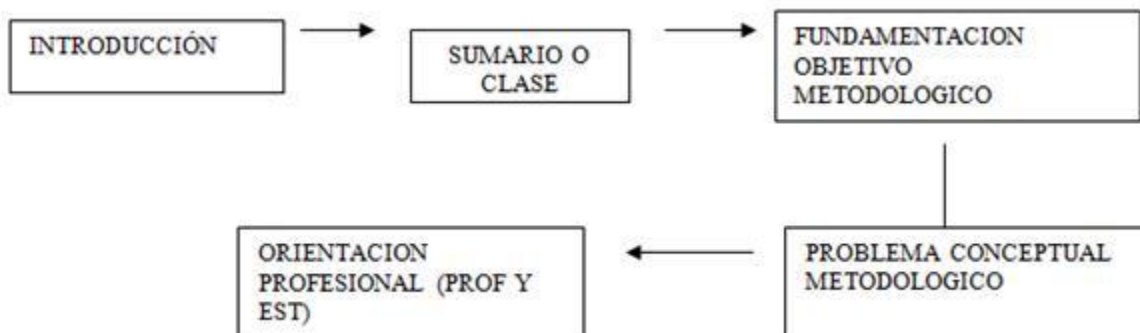 INTRODUCCIÓN
SUMARIO O
CLASE
FUNDAMENTACION
OBJETIVO
METODOLOGICO
PROBLEMA CONCEPTUAL
METODOLOGICO
ORIENTACION
PROFESIONAL (PROF Y
EST)